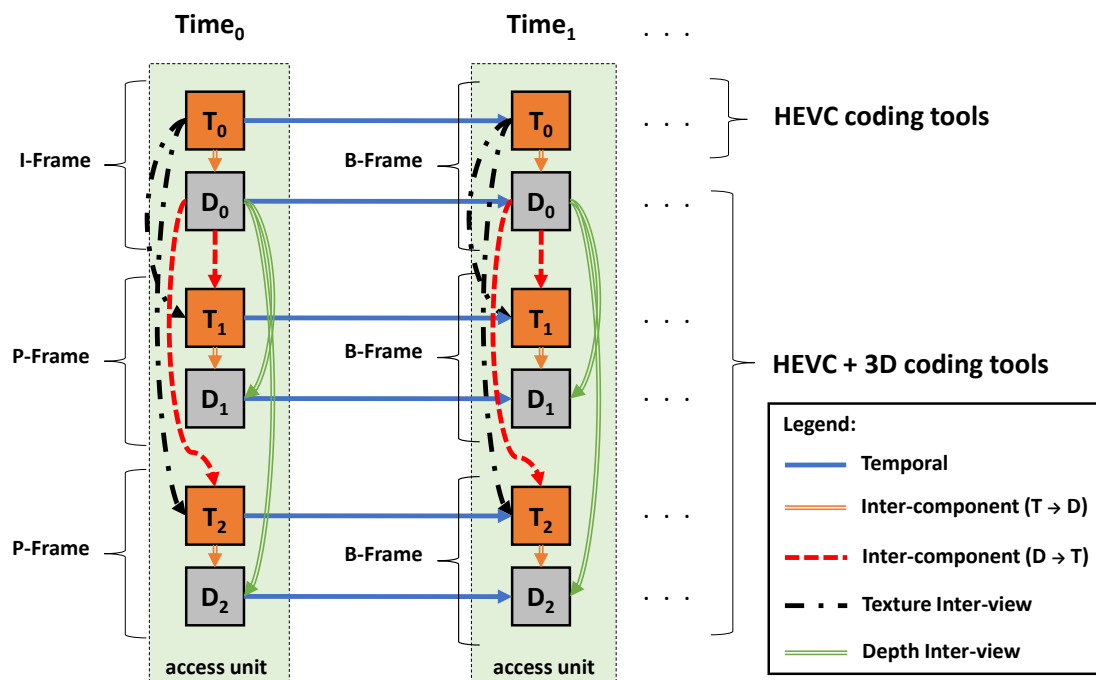 Time₀
Time₁
. . .
I-Frame
T₀
D₀
B-Frame
T₀
D₀
. . .
. . .
HEVC coding tools
P-Frame
T₁
D₁
B-Frame
T₁
D₁
. . .
. . .
HEVC + 3D coding tools
P-Frame
T₂
D₂
B-Frame
T₂
D₂
. . .
. . .
access unit
access unit
Legend:
Temporal
Inter-component (T → D)
Inter-component (D → T)
Texture Inter-view
Depth Inter-view